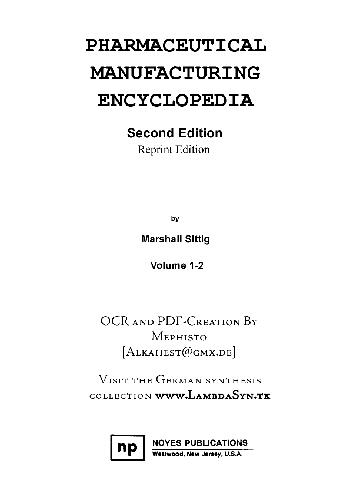 PHARMACEUTICAL
MANUFACTURING
ENCYCLOPEDIA
Second Edition
Reprint Edition
by
Marshall Sittig
Volume 1-2
OCR and PDF-Creation By
Mephisto
[Alkahest@gmx.de]
Visit the German synthesis
collection www.LambdaSyn.tk
np
NOYES PUBLICATIONS
Westwood, New Jersey, U.S.A.